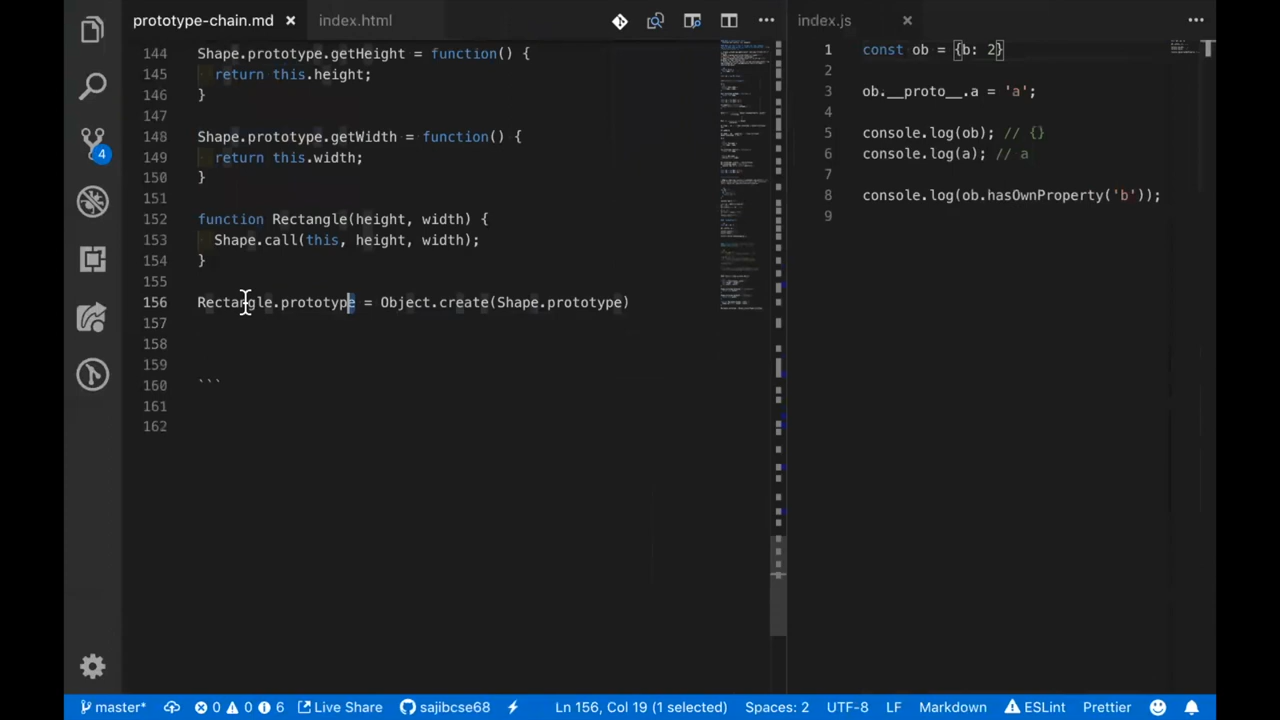 prototype-chain.md
index.html
index.js
144 Shape.prototype.getHeight = function() {
145 return this.height;
146 }
147
148 Shape.prototype.getWidth = function() {
149 return this.width;
150 }
151
152 function Rectangle(height, width) {
153 Shape.call(this, height, width);
154 }
155
156 Rectangle.prototype = Object.create(Shape.prototype)
157
158
159
160 ```
161
162
1 const ob = {b: 2}
2
3 ob.__proto__.a = 'a';
4
5 console.log(ob); // {}
6 console.log(a); // a
7
8 console.log(ob.hasOwnProperty('b'));
9
4
master* 0 0 6 Live Share sajibcse68 Ln 156, Col 19 (1 selected) Spaces: 2 UTF-8 LF Markdown ESLint Prettier